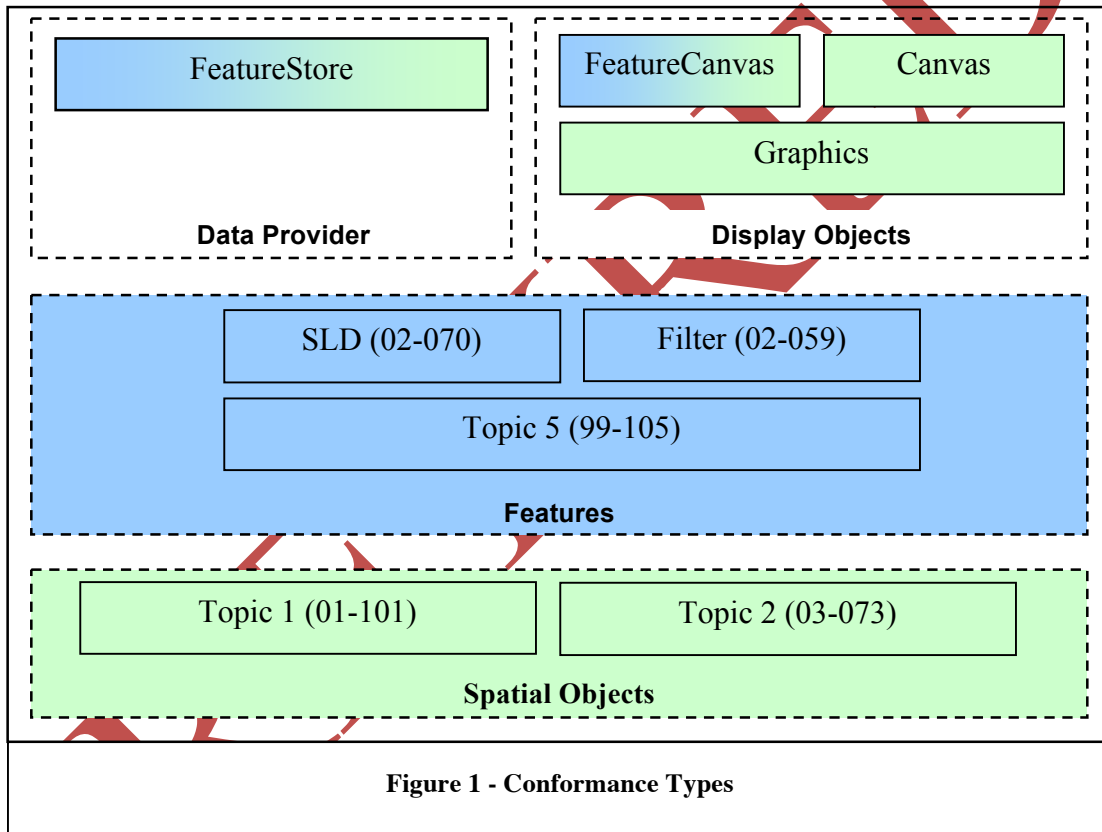 FeatureStore
Data Provider
FeatureCanvas
Canvas
Graphics
Display Objects
SLD (02-070)
Filter (02-059)
Topic 5 (99-105)
Features
Topic 1 (01-101)
Topic 2 (03-073)
Spatial Objects
Figure 1 - Conformance Types